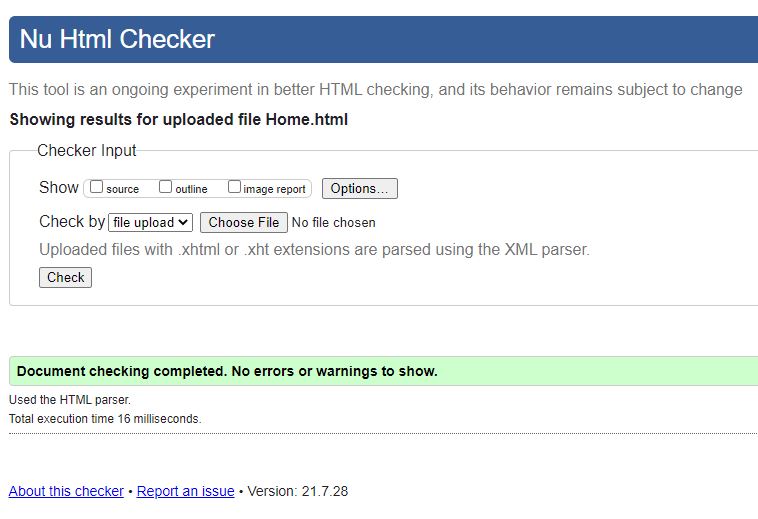 Nu Html Checker
This tool is an ongoing experiment in better HTML checking, and its behavior remains subject to change
Showing results for uploaded file Home.html
Checker Input
Show source outline image report Options...
Check by file upload Choose File No file chosen
Uploaded files with .xhtml or .xht extensions are parsed using the XML parser.
Check
Document checking completed. No errors or warnings to show.
Used the HTML parser.
Total execution time 16 milliseconds.
About this checker • Report an issue • Version: 21.7.28